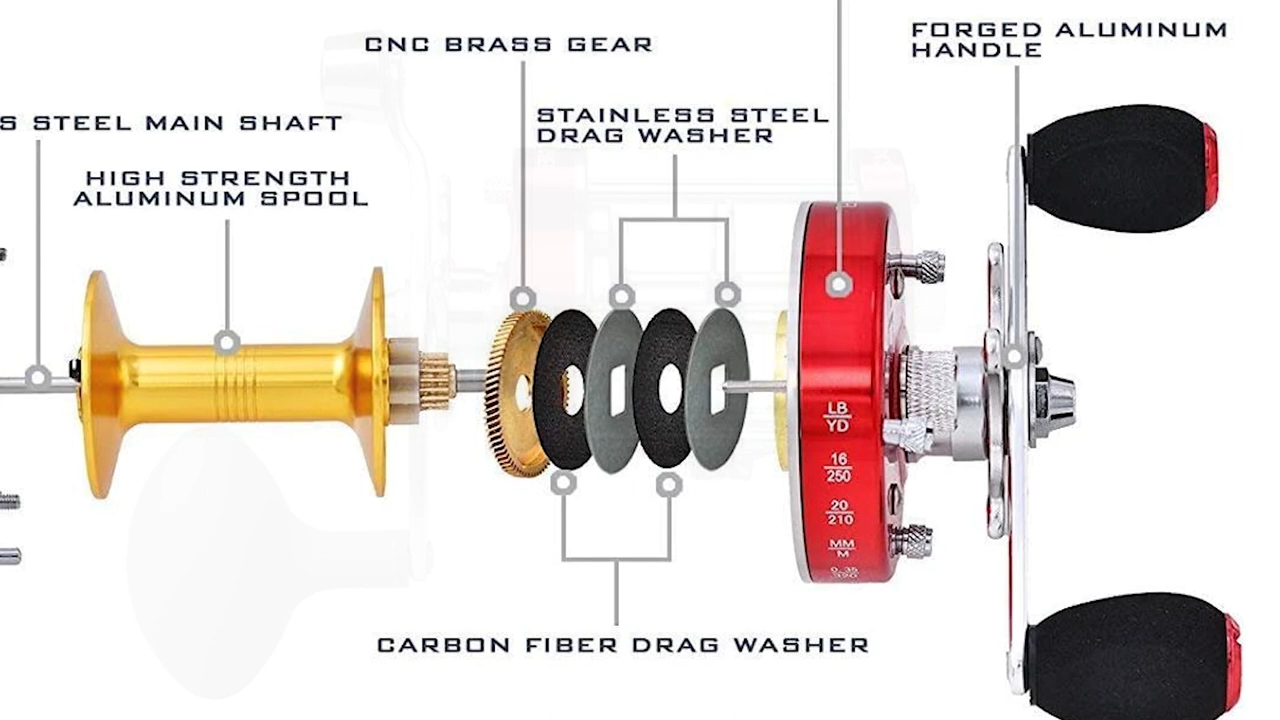 FORGED ALUMINUM
HANDLE
CNC BRASS GEAR
STAINLESS STEEL
DRAG WASHER
S STEEL MAIN SHAFT
HIGH STRENGTH
ALUMINUM SPOOL
LB
YD
16
250
20
210
MM
M
CARBON FIBER DRAG WASHER